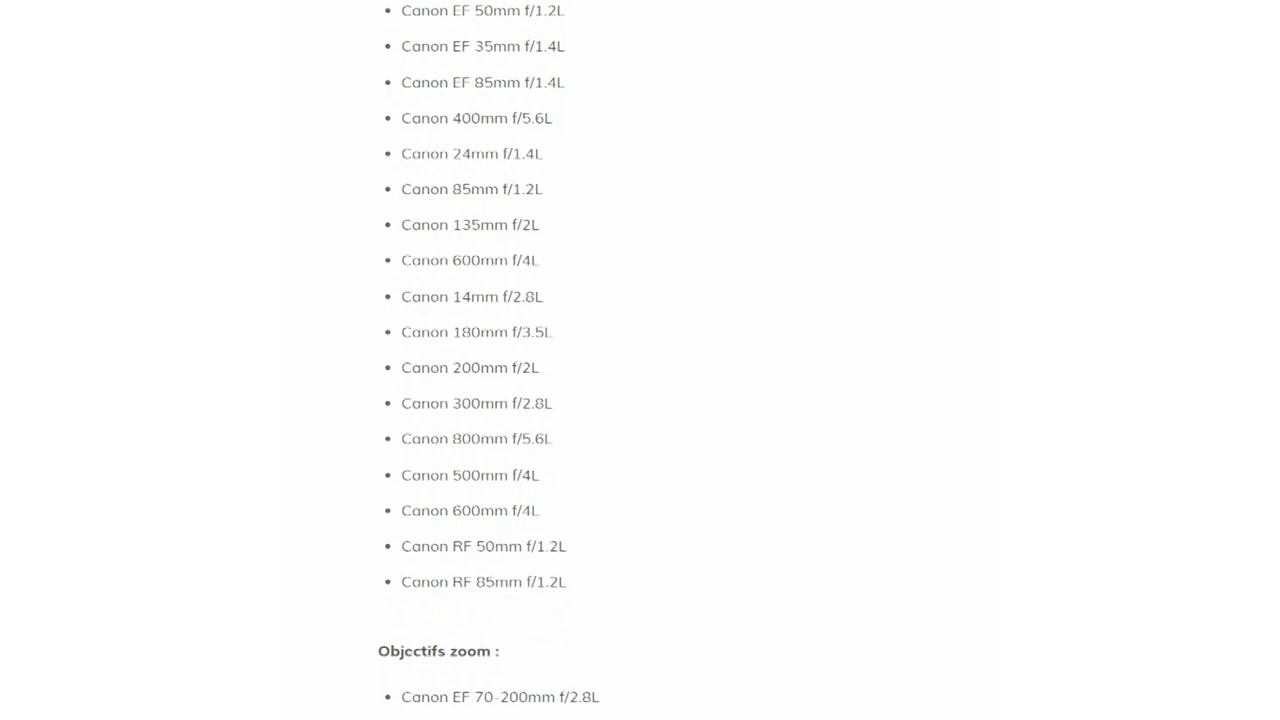 • Canon EF 50mm f/1.2L
• Canon EF 35mm f/1.4L
• Canon EF 85mm f/1.4L
• Canon 400mm f/5.6L
• Canon 24mm f/1.4L
• Canon 85mm f/1.2L
• Canon 135mm f/2L
• Canon 600mm f/4L
• Canon 14mm f/2.8L
• Canon 180mm f/3.5L
• Canon 200mm f/2L
• Canon 300mm f/2.8L
• Canon 800mm f/5.6L
• Canon 500mm f/4L
• Canon 600mm f/4L
• Canon RF 50mm f/1.2L
• Canon RF 85mm f/1.2L
Objectifs zoom :
• Canon EF 70-200mm f/2.8L